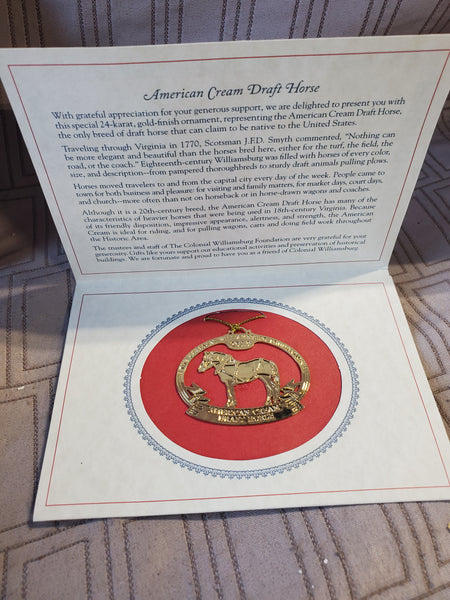 American Cream Draft Horse
With grateful appreciation for your generous support, we are delighted to present you with
this special 24-karat, gold-finish ornament, representing the American Cream Draft Horse,
the only breed of draft horse that can claim to be native to the United States.
Traveling through Virginia in 1770, Scotsman J.F.D. Smyth commented, "Nothing can
be more elegant and beautiful than the horses bred here, either for the turf, the field, the
road, or the coach." Eighteenth-century Williamsburg was filled with horses of every color,
size, and description--from pampered thoroughbreds to sturdy draft animals pulling plows.
Horses moved travelers to and from the capital city every day of the week. People came to
town for both business and pleasure: for visiting and family matters, for market days, court days,
and church--more often than not on horseback or in horse-drawn wagons and coaches.
Although it is a 20th-century breed, the American Cream Draft Horse has many of the
characteristics of heavier horses that were being used in 18th-century Virginia. Because
of its friendly disposition, impressive appearance, alertness, and strength, the American
Cream is ideal for riding, and for pulling wagons, carts and doing field work throughout
the Historic Area.
The trustees and staff of The Colonial Williamsburg Foundation are very grateful for your
generosity. Gifts like yours support our educational activities and preservation of historical
buildings. We are fortunate and proud to have you as a friend of Colonial Williamsburg.
AMERICAN CREAM
DRAFT HORSE